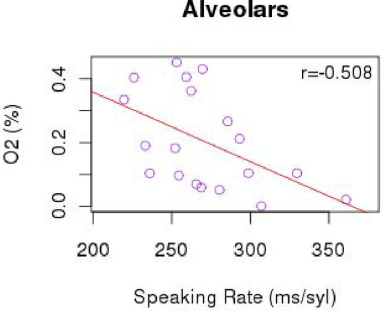 Alveolars
r=-0.508
O2 (%)
0.4
0.2
0.0
200 250 300 350
Speaking Rate (ms/syl)